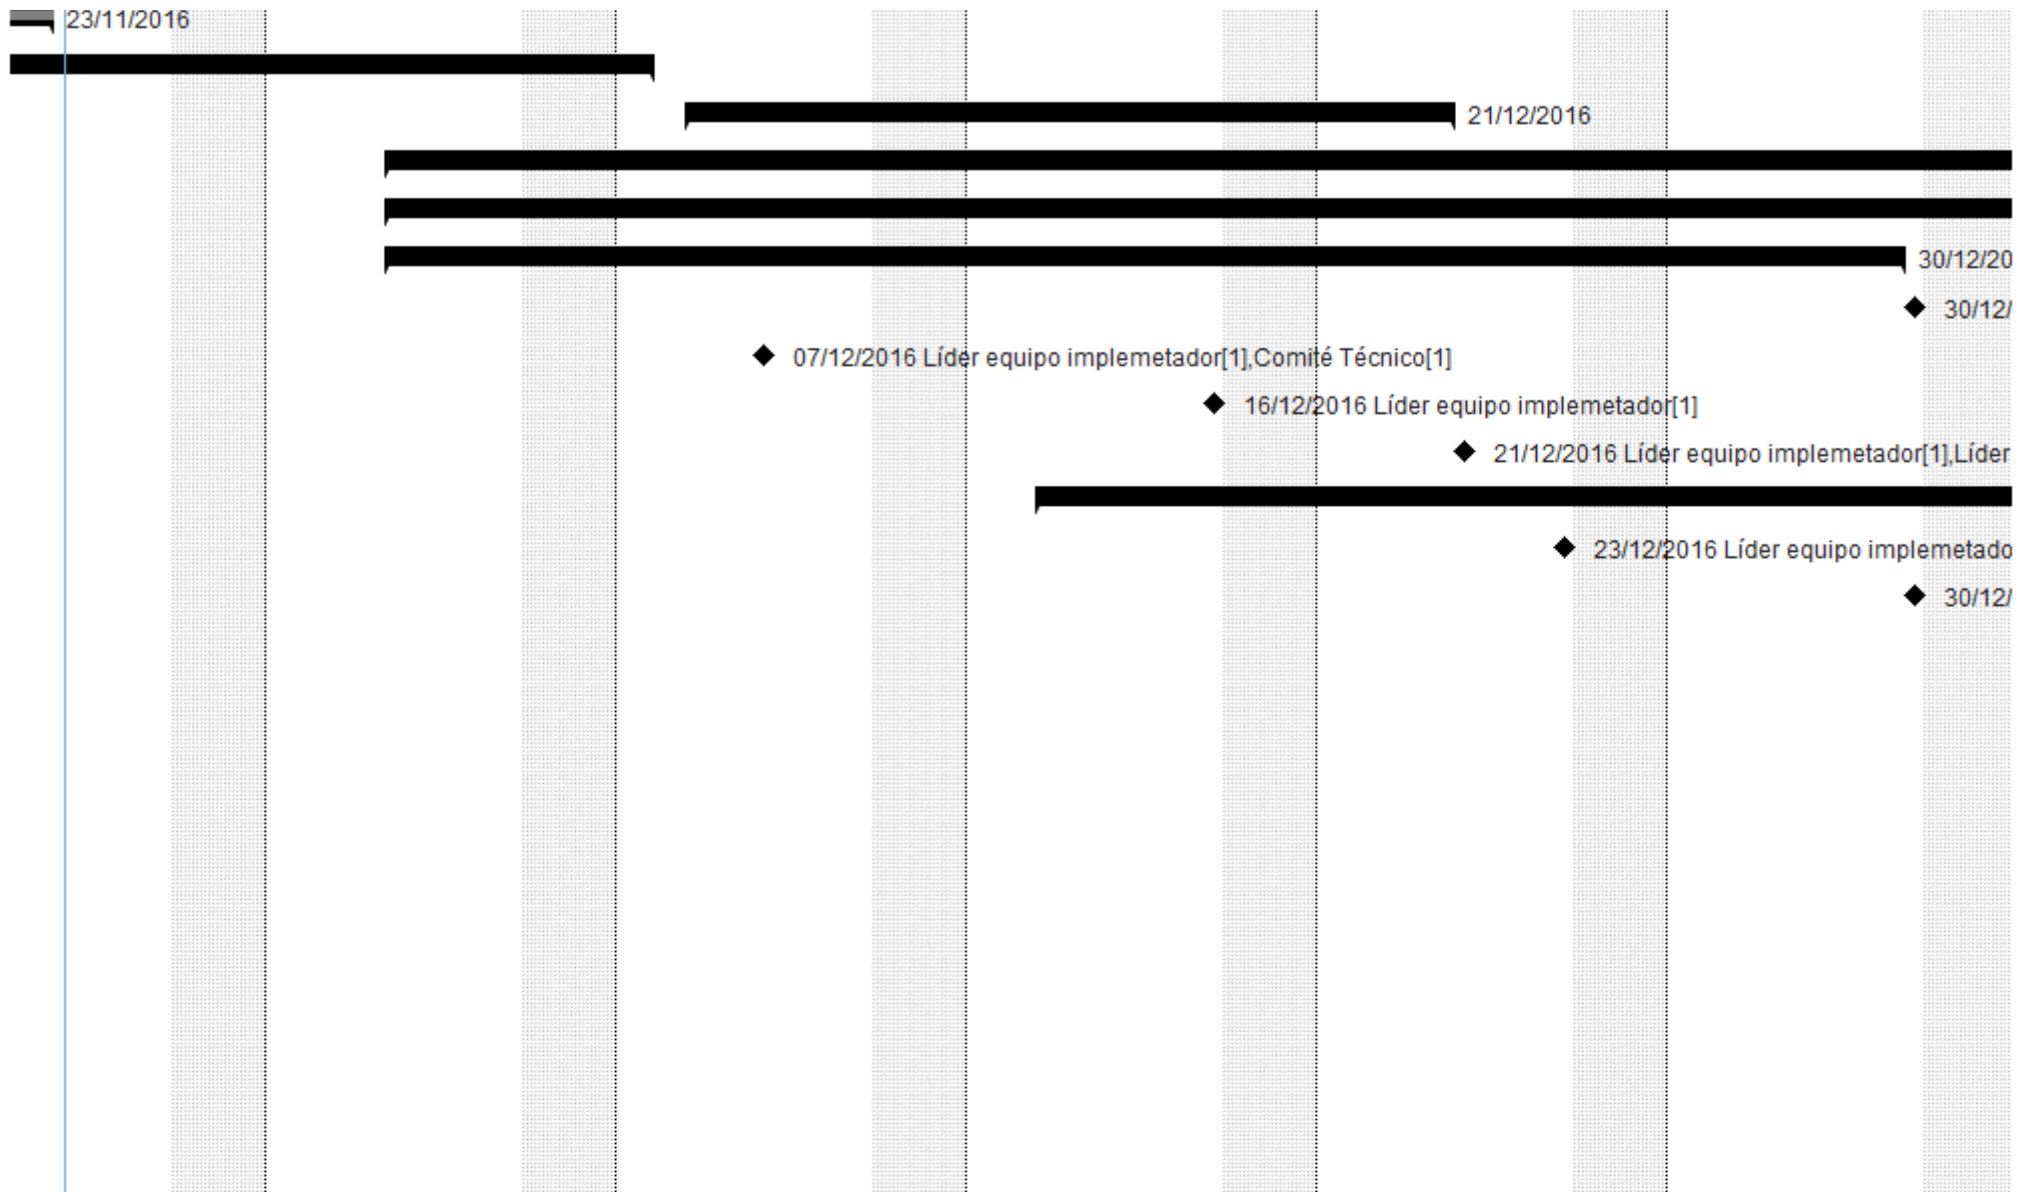 23/11/2016
21/12/2016
30/12/20
30/12/
07/12/2016 Líder equipo implemetador[1],Comité Técnico[1]
16/12/2016 Líder equipo implemetador[1]
21/12/2016 Líder equipo implemetador[1],Líder
23/12/2016 Líder equipo implemetado
30/12/